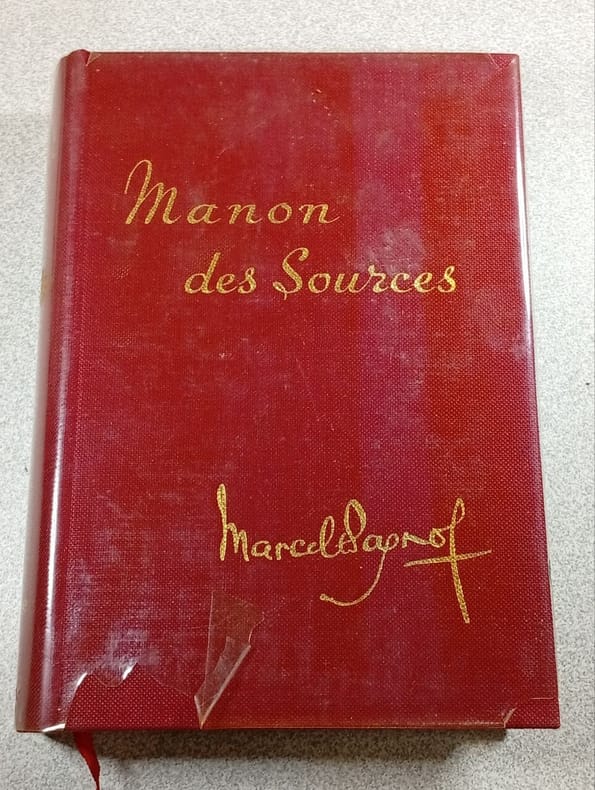 Manon
des Sources
Marcel Pagnol